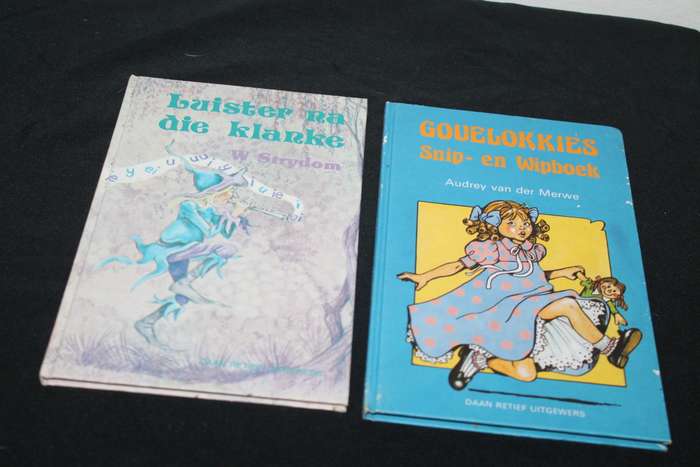 Luister na
die klanke
W Strydom
GOUELOKKIES
Snip- en Wipboek
Audrey van der Merwe
DAAN RETIEF UITGEWERS